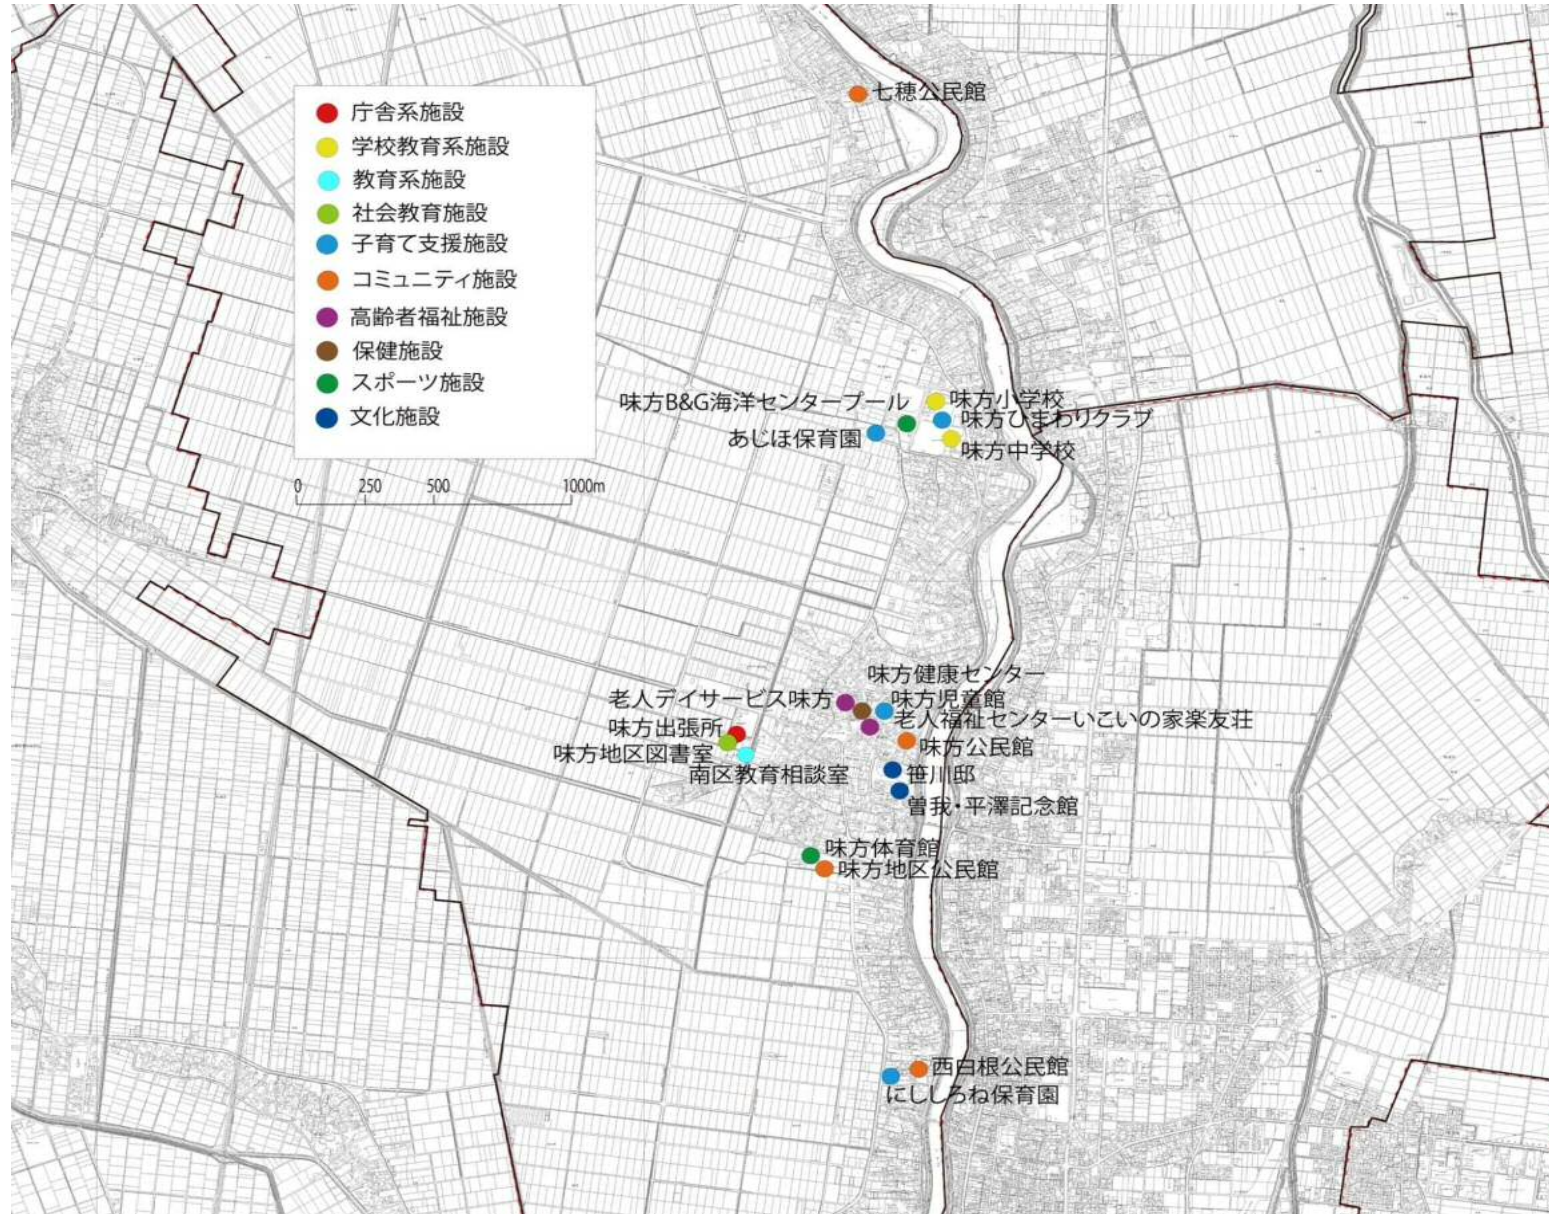 七穂公民館
庁舎系施設
学校教育系施設
教育系施設
社会教育施設
子育て支援施設
コミュニティ施設
高齢者福祉施設
保健施設
スポーツ施設
文化施設
0 250 500 1000m
味方B&G海洋センタープール
味方小学校
味方ひまわりクラブ
あじほ保育園
味方中学校
味方健康センター
老人デイサービス味方
味方児童館
老人福祉センターいこいの家楽友荘
味方出張所
味方公民館
味方地区図書室
南区教育相談室
笹川邸
曽我・平澤記念館
味方体育館
味方地区公民館
西白根公民館
にししろね保育園